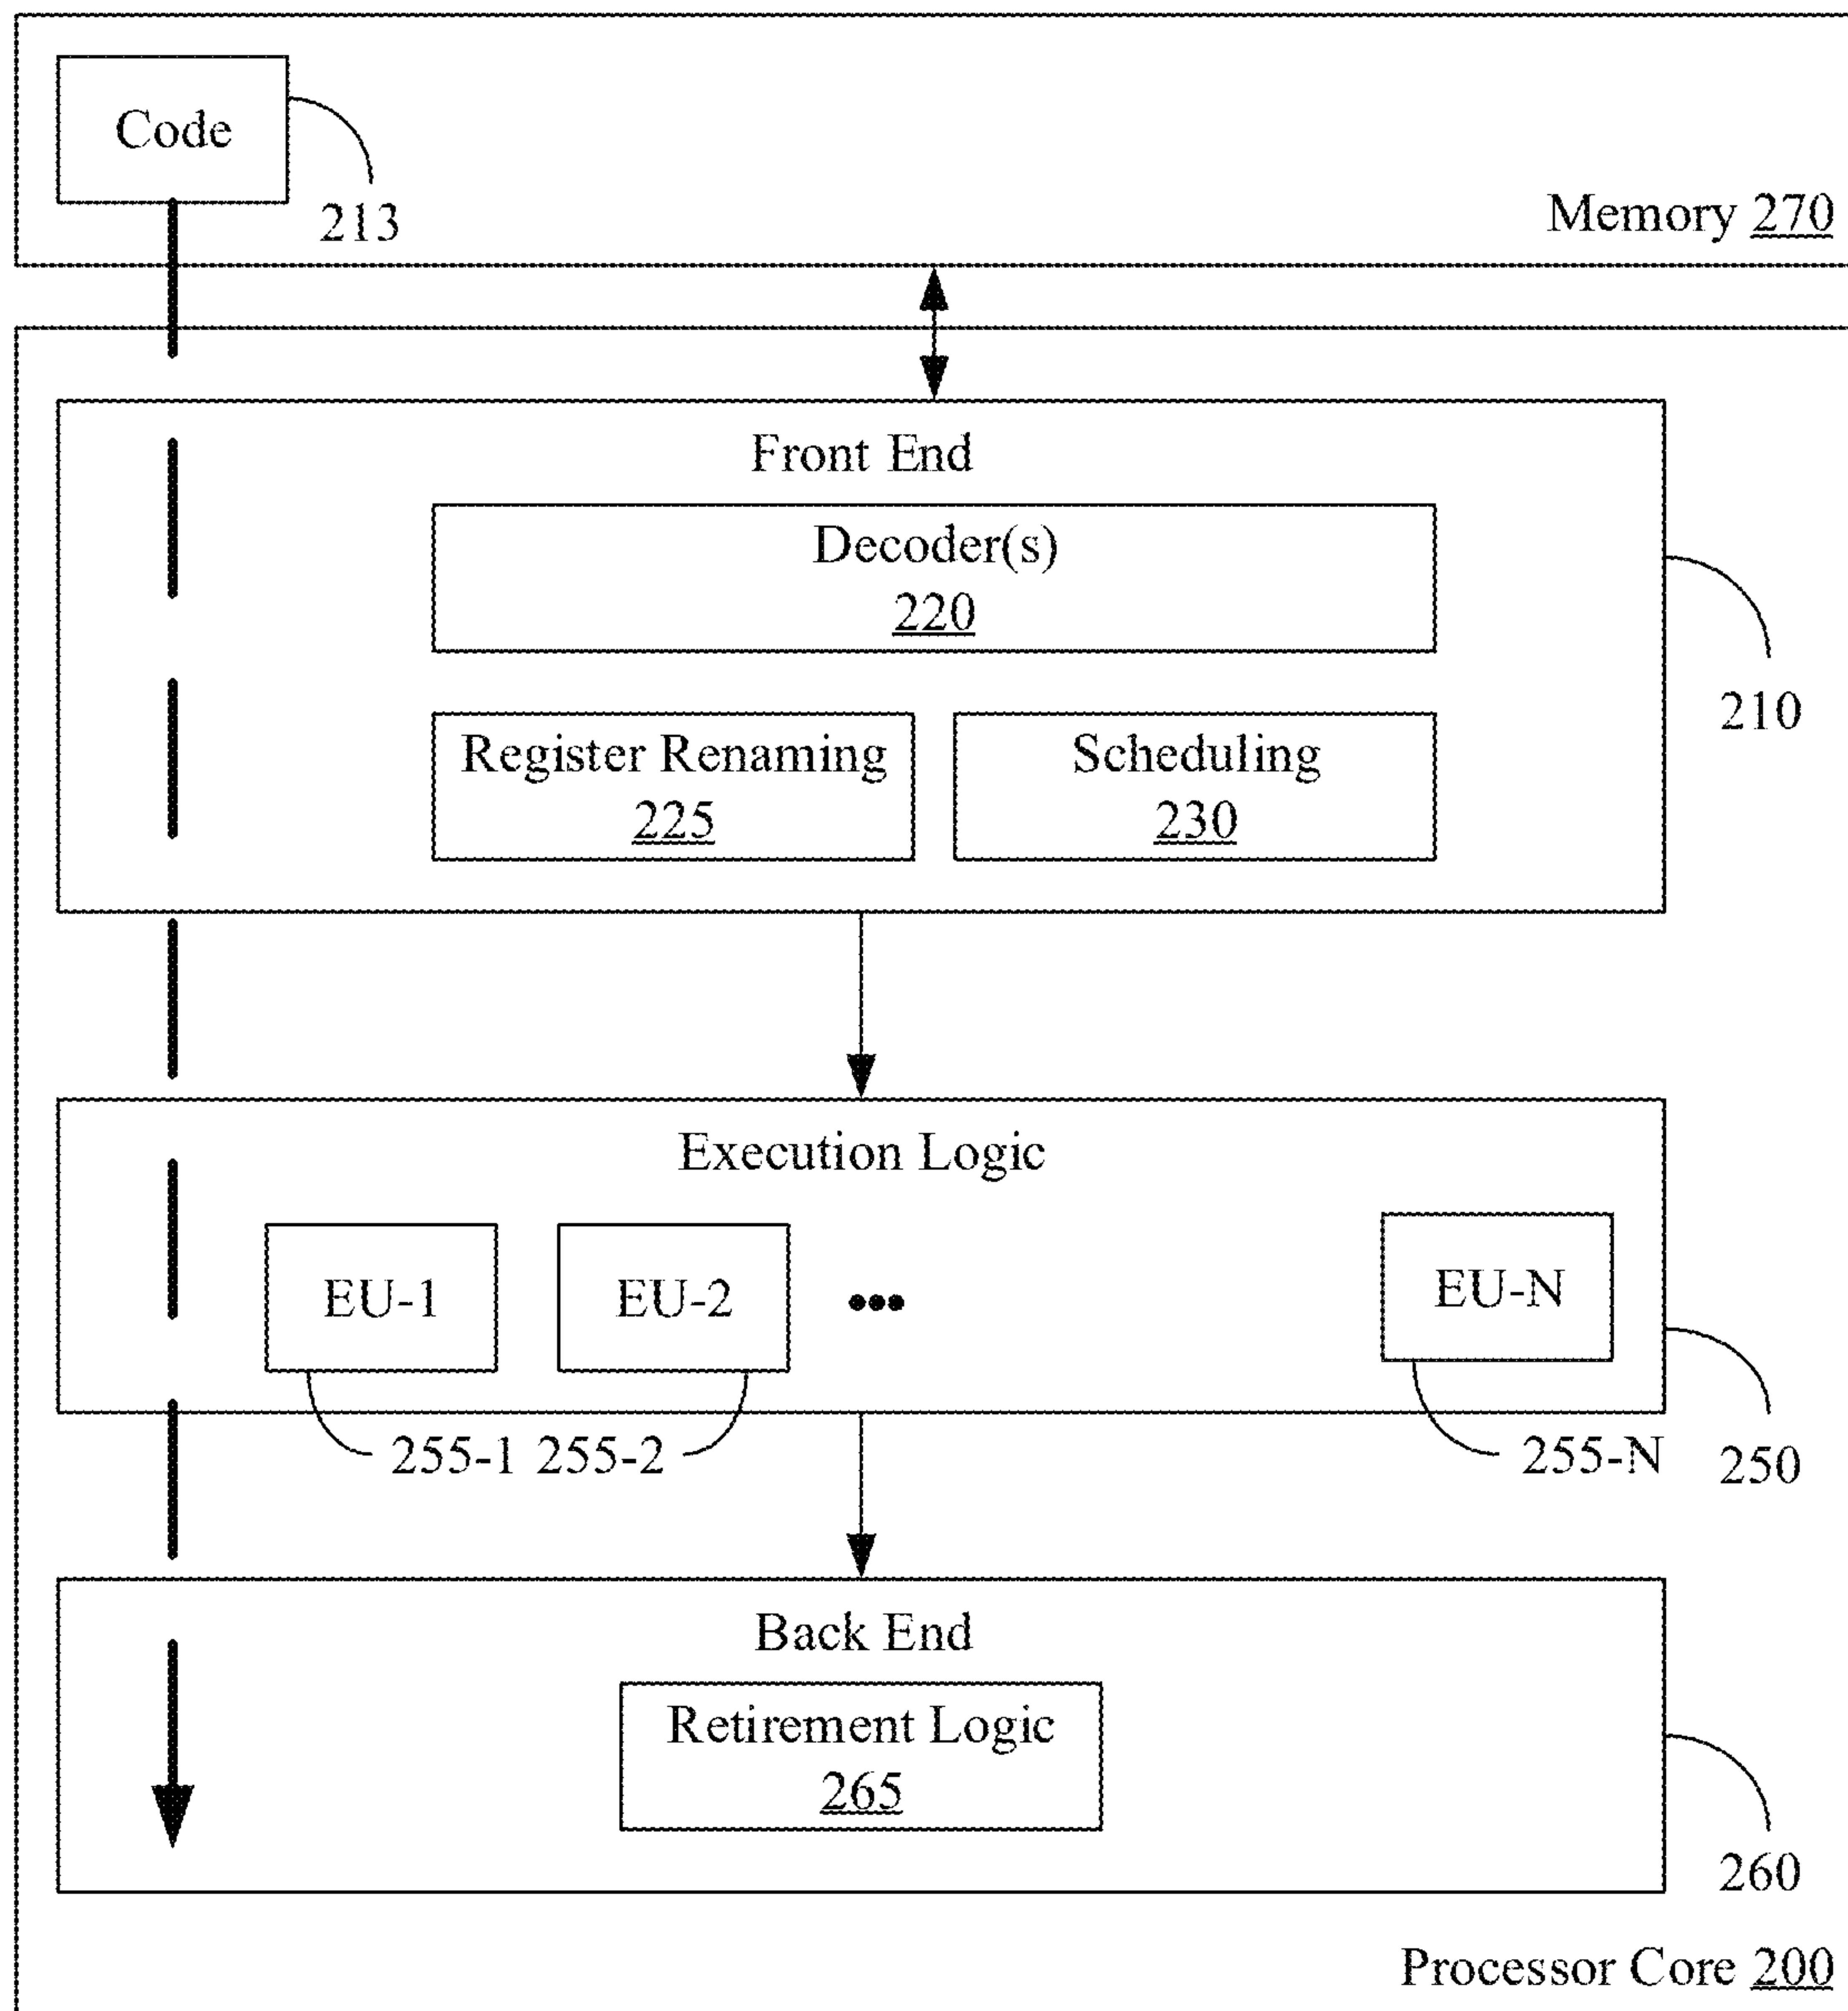 Code
213
Memory 270
Front End
Decoder(s)
220
210
Register Renaming
225
Scheduling
230
Execution Logic
EU-1
EU-2
•••
EU-N
255-1
255-2
255-N
250
Back End
Retirement Logic
265
260
Processor Core 200